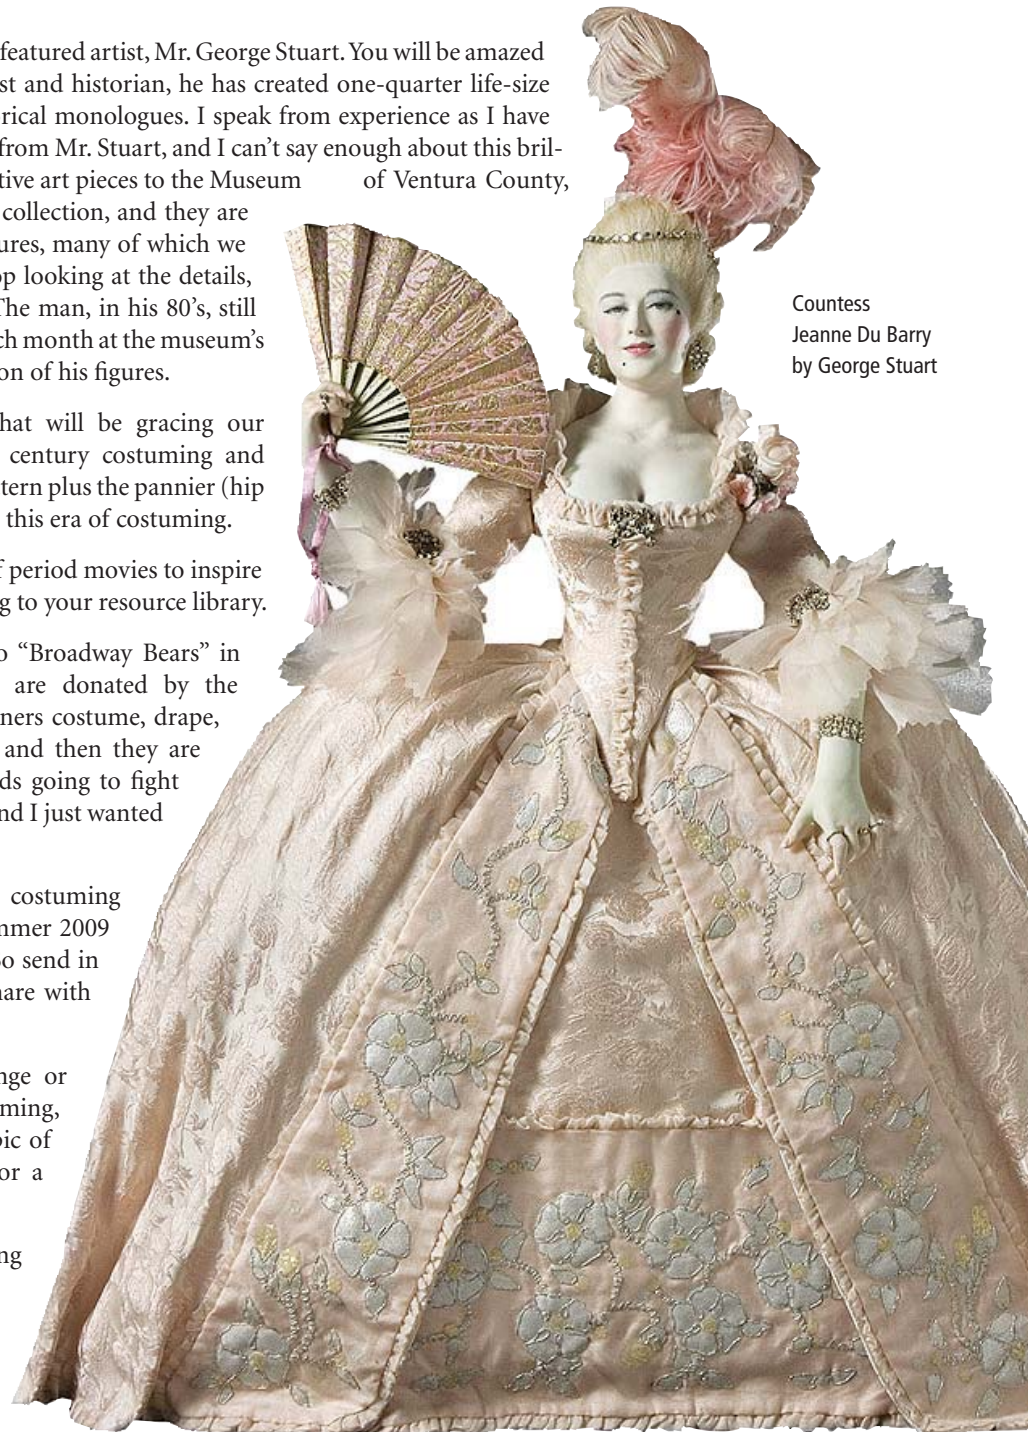 featured artist, Mr. George Stuart. You will be amazed
st and historian, he has created one-quarter life-size
rical monologues. I speak from experience as I have
from Mr. Stuart, and I can't say enough about this bril-
tive art pieces to the Museum of Ventura County,
collection, and they are
ures, many of which we
op looking at the details,
The man, in his 80's, still
ch month at the museum's
on of his figures.
hat will be gracing our
century costuming and
tern plus the pannier (hip
this era of costuming.
f period movies to inspire
g to your resource library.
o “Broadway Bears” in
are donated by the
ners costume, drape,
and then they are
ds going to fight
nd I just wanted
costuming
mmer 2009
So send in
hare with
nge or
ming,
pic of
or a
ng
Countess
Jeanne Du Barry
by George Stuart